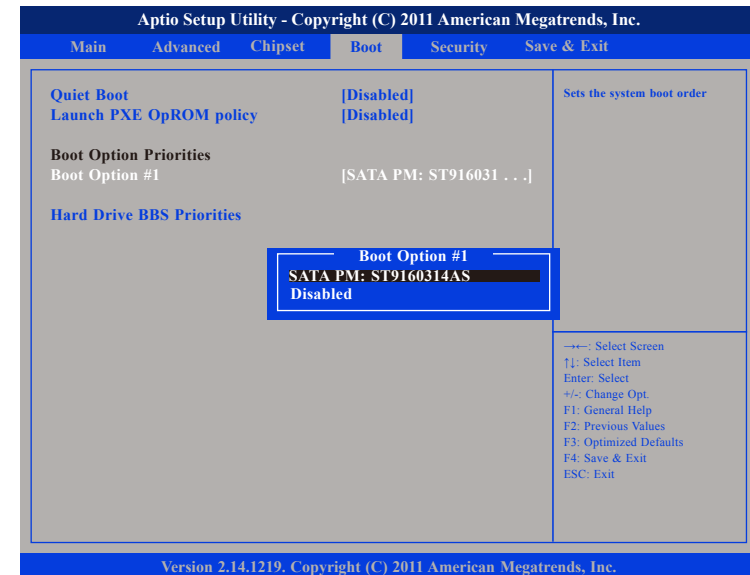 Aptio Setup Utility - Copyright (C) 2011 American Megatrends, Inc.
Main Advanced Chipset Boot Security Save & Exit
Quiet Boot [Disabled]
Launch PXE OpROM policy [Disabled]
Boot Option Priorities
Boot Option #1 [SATA PM: ST916031 . . .]
Hard Drive BBS Priorities
Boot Option #1
SATA PM: ST9160314AS
Disabled
Sets the system boot order
→←: Select Screen
↑↓: Select Item
Enter: Select
+/-: Change Opt.
F1: General Help
F2: Previous Values
F3: Optimized Defaults
F4: Save & Exit
ESC: Exit
Version 2.14.1219. Copyright (C) 2011 American Megatrends, Inc.